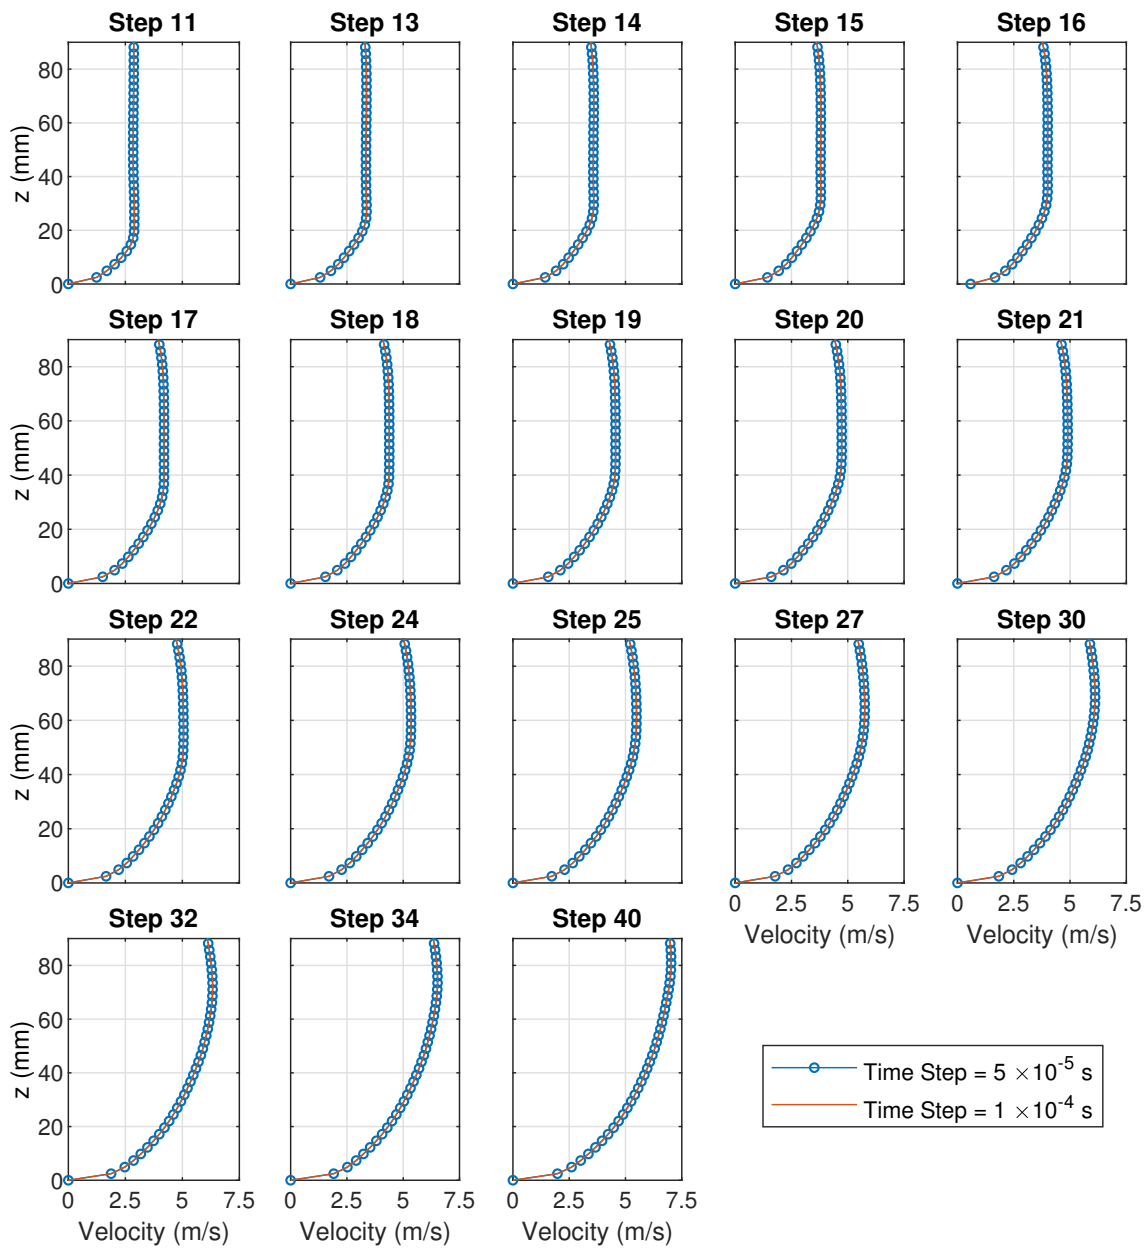 Step 11 Step 13 Step 14 Step 15 Step 16
80
60
40
20
0
z (mm)
Step 17 Step 18 Step 19 Step 20 Step 21
80
60
40
20
0
z (mm)
Step 22 Step 24 Step 25 Step 27 Step 30
80
60
40
20
0
z (mm)
0 2.5 5 7.5 0 2.5 5 7.5
Velocity (m/s) Velocity (m/s)
Step 32 Step 34 Step 40
80
60
40
20
0
z (mm)
0 2.5 5 7.5 0 2.5 5 7.5 0 2.5 5 7.5
Velocity (m/s) Velocity (m/s) Velocity (m/s)
Time Step = 5 ×10⁻⁵ s
Time Step = 1 ×10⁻⁴ s